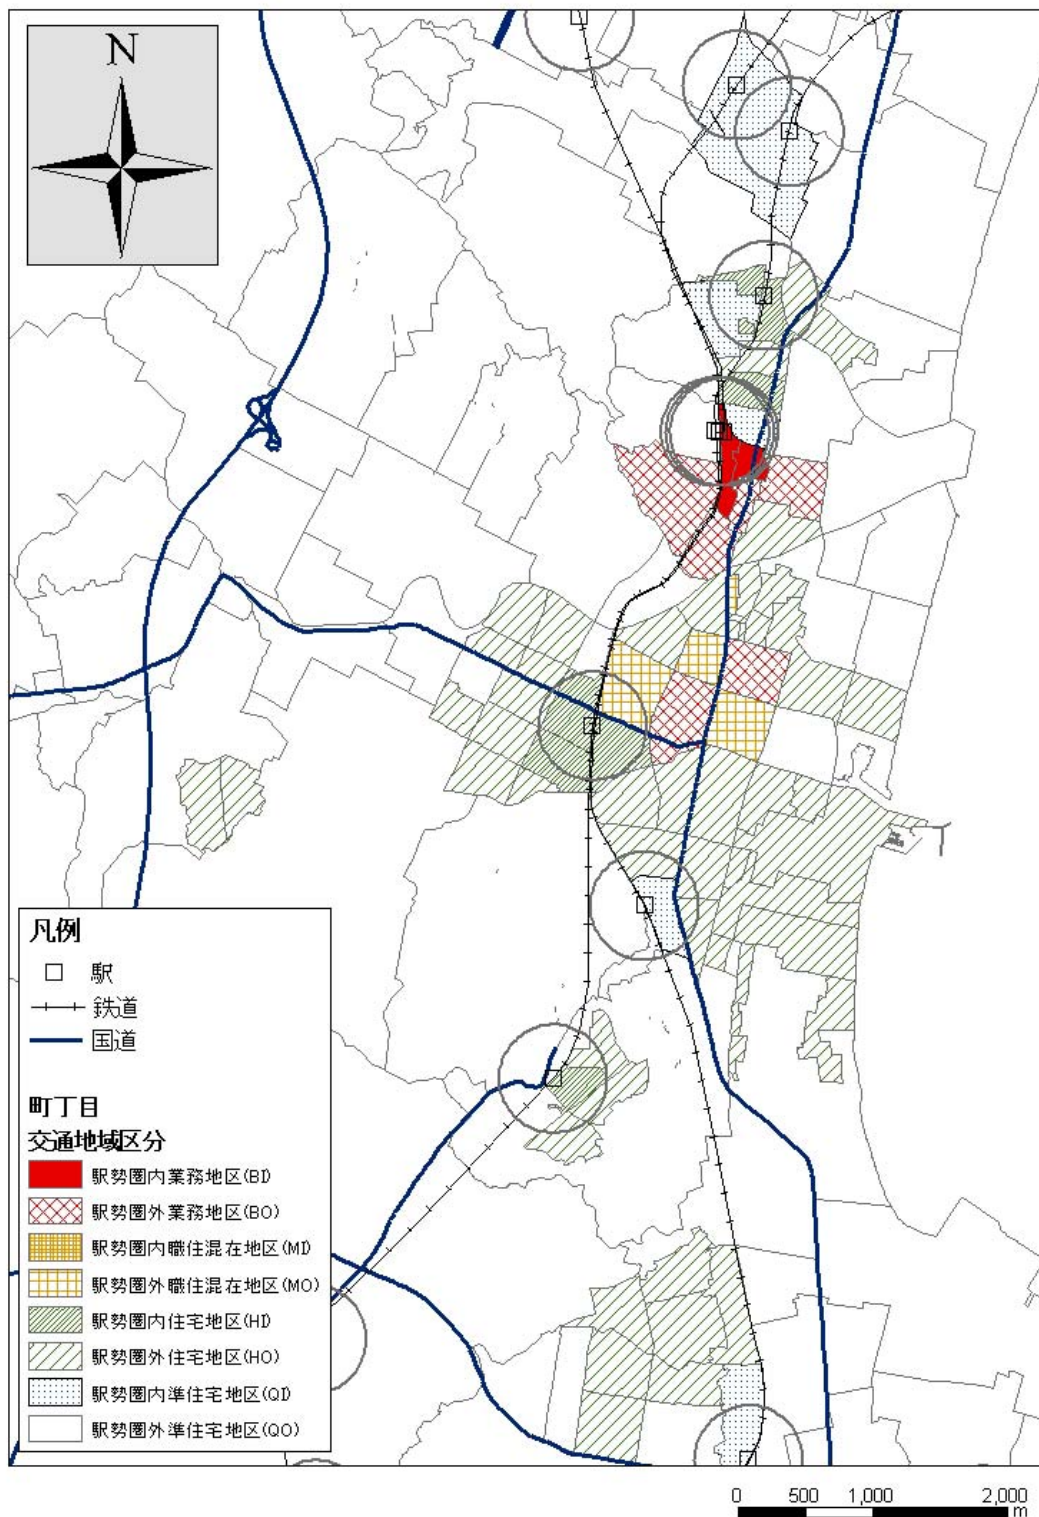 N
凡例
駅
鉄道
国道
町丁目
交通地域区分
駅勢圏内業務地区(BI)
駅勢圏外業務地区(BO)
駅勢圏内職住混在地区(MI)
駅勢圏外職住混在地区(MO)
駅勢圏内住宅地区(HI)
駅勢圏外住宅地区(HO)
駅勢圏内準住宅地区(QI)
駅勢圏外準住宅地区(QO)
0 500 1,000 2,000
m